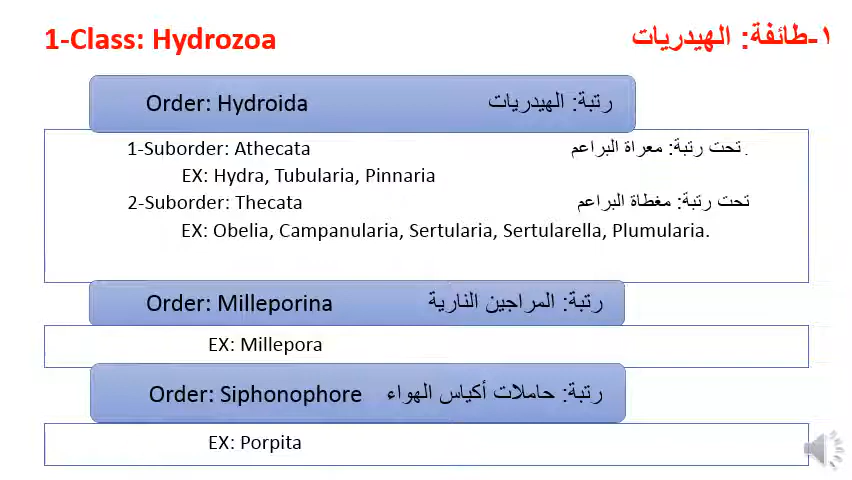 1-Class: Hydrozoa ١-طائفة: الهيدريات
Order: Hydroida رتبة: الهيدريات
1-Suborder: Athecata تحت رتبة: معراة البراعم.
EX: Hydra, Tubularia, Pinnaria
2-Suborder: Thecata تحت رتبة: مغطاة البراعم
EX: Obelia, Campanularia, Sertularia, Sertularella, Plumularia.
Order: Milleporina رتبة: المراجين النارية
EX: Millepora
Order: Siphonophore رتبة: حاملات أكياس الهواء
EX: Porpita